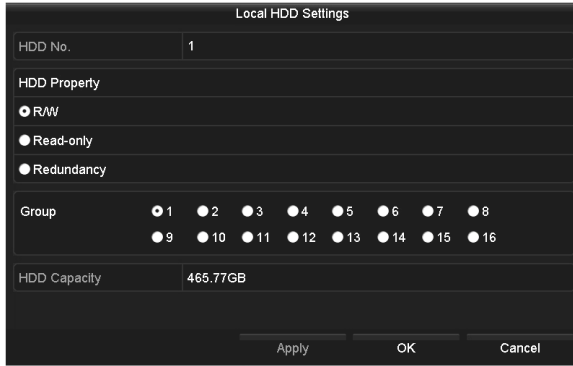 Local HDD Settings
HDD No. 1
HDD Property
R/W
Read-only
Redundancy
Group 1 2 3 4 5 6 7 8
9 10 11 12 13 14 15 16
HDD Capacity 465.77GB
Apply OK Cancel